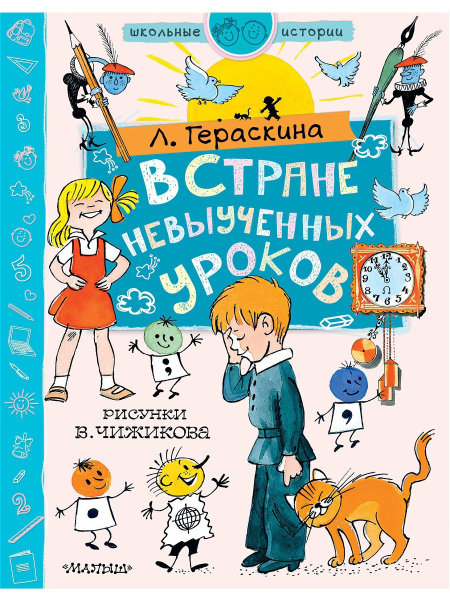 школьные истории
Л. Гераскина
В СТРАНЕ
НЕВЫУЧЕННЫХ
УРОКОВ
РИСУНКИ
В. ЧИЖИКОВА
«МАЛЫШ»